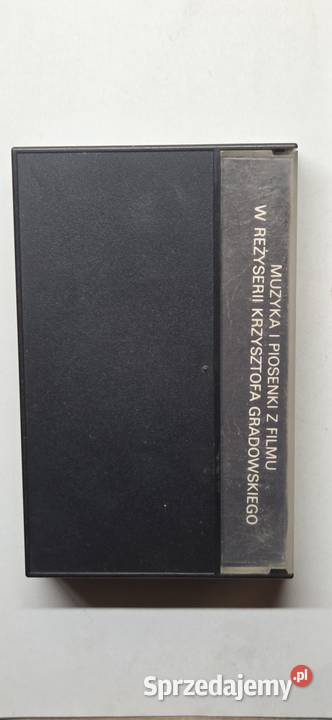 MUZYKA I PIOSENKI Z FILMU
W REŻYSERII KRZYSZTOFA GRADOWSKIEGO
Sprzedajemy.pl